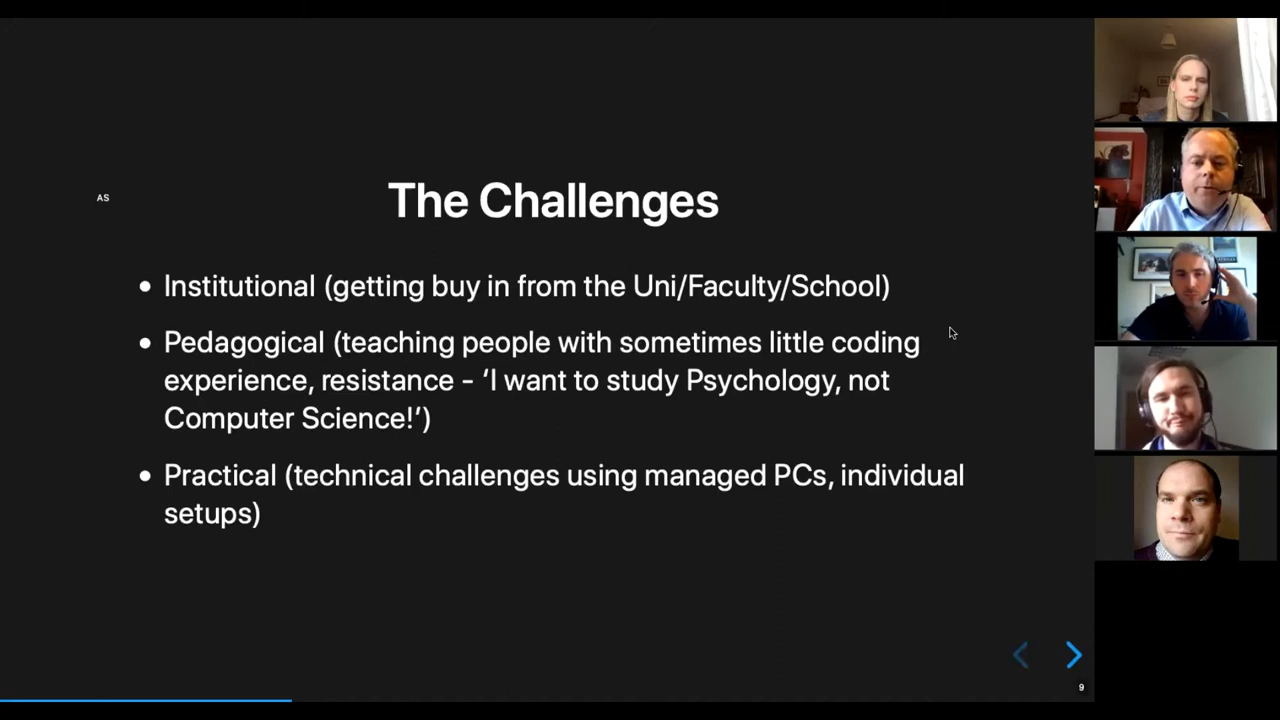 AS
The Challenges
• Institutional (getting buy in from the Uni/Faculty/School)
• Pedagogical (teaching people with sometimes little coding
experience, resistance - ‘I want to study Psychology, not
Computer Science!’)
• Practical (technical challenges using managed PCs, individual
setups)
9